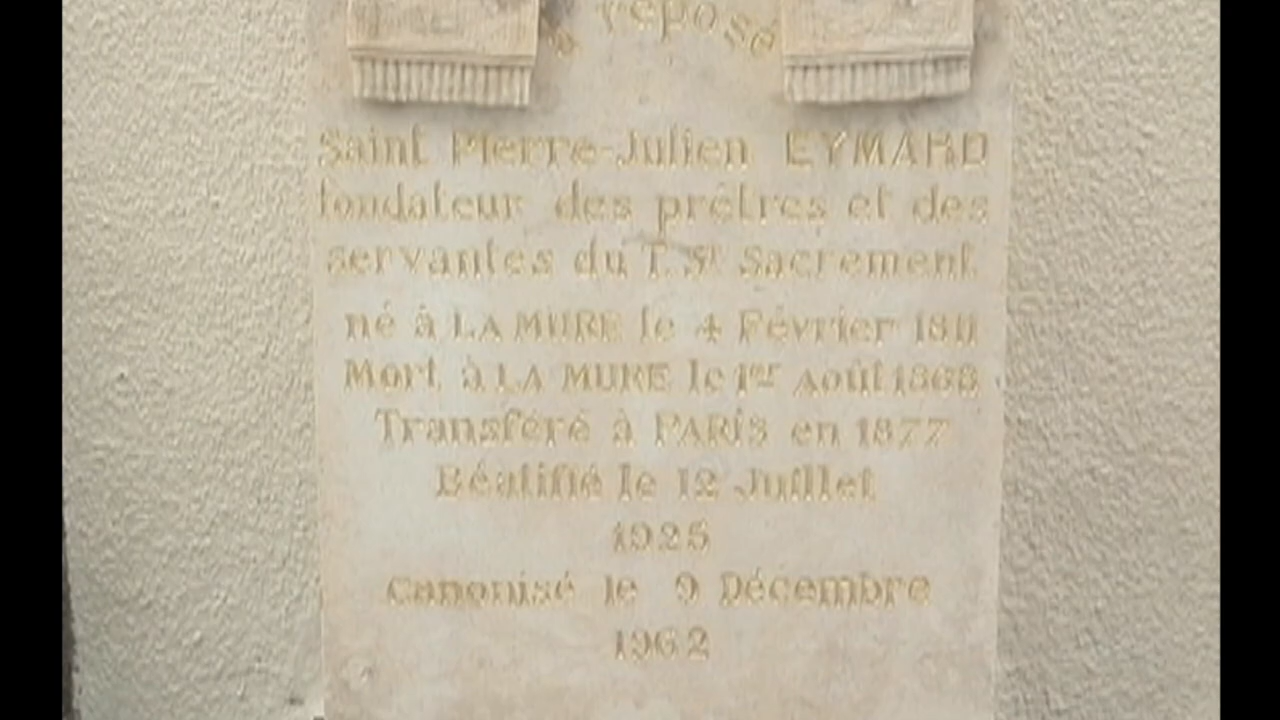 a reposé
Saint Pierre-Julien EYMARD
fondateur des prêtres et des
servantes du T. St Sacrement
né à LA MURE le 4 Février 1811
Mort à LA MURE le 1er Août 1868
Transféré à PARIS en 1877
Béatifié le 12 Juillet
1925
Canonisé le 9 Décembre
1962